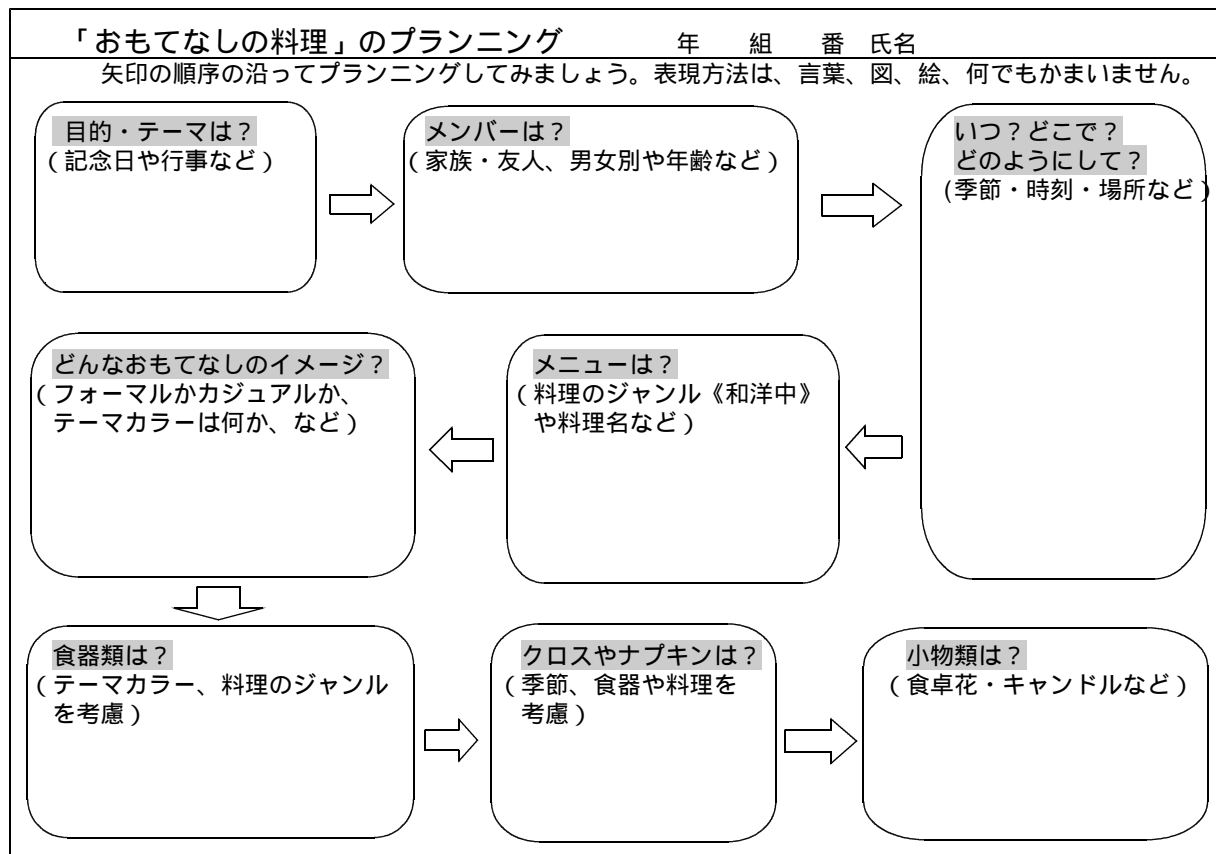 「おもてなしの料理」のプランニング　年　組　番 氏名
矢印の順序の沿ってプランニングしてみましょう。表現方法は、言葉、図、絵、何でもかまいません。
目的・テーマは？
（記念日や行事など）
メンバーは？
（家族・友人、男女別や年齢など）
いつ？どこで？
どのようにして？
(季節・時刻・場所など）
メニューは？
（料理のジャンル《和洋中》
や料理名など）
どんなおもてなしのイメージ？
（フォーマルかカジュアルか、
テーマカラーは何か、など）
食器類は？
（テーマカラー、料理のジャンル
を考慮）
クロスやナプキンは？
（季節、食器や料理を
考慮）
小物類は？
（食卓花・キャンドルなど）